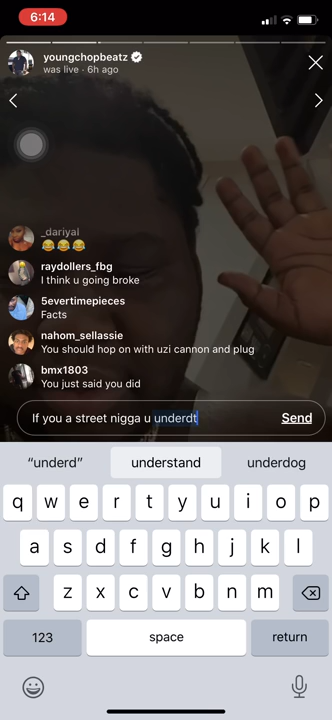 6:14
youngchopbeatz
was live · 6h ago
_dariyal
😂😂😂
raydollers_fbg
I think u going broke
5evertimepieces
Facts
nahom_sellassie
You should hop on with uzi cannon and plug
bmx1803
You just said you did
If you a street nigga u underdt Send
“underd” understand underdog
q w e r t y u i o p
a s d f g h j k l
z x c v b n m
123 space return